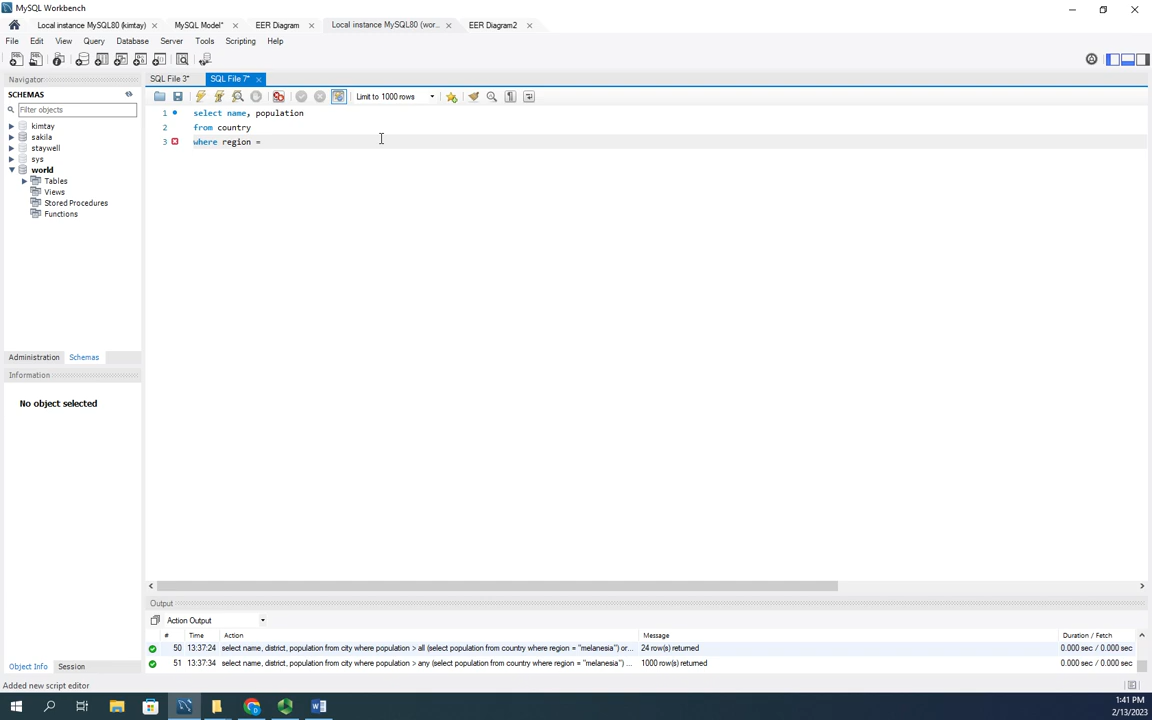 MySQL Workbench
Local instance MySQL80 (kimtay) MySQL Model* EER Diagram Local instance MySQL80 (wor... EER Diagram2
File Edit View Query Database Server Tools Scripting Help
Navigator
SCHEMAS
Filter objects
kimtay
sakila
staywell
sys
world
Tables
Views
Stored Procedures
Functions
Administration Schemas
Information
No object selected
Object Info Session
SQL File 3* SQL File 7*
Limit to 1000 rows
1 select name, population
2 from country
3 where region =
Output
Action Output
# Time Action Message Duration / Fetch
50 13:37:24 select name, district, population from city where population > all (select population from country where region = "melanesia") or... 24 row(s) returned 0.000 sec / 0.000 sec
51 13:37:34 select name, district, population from city where population > any (select population from country where region = "melanesia") ... 1000 row(s) returned 0.000 sec / 0.000 sec
Added new script editor
1:41 PM
2/13/2023